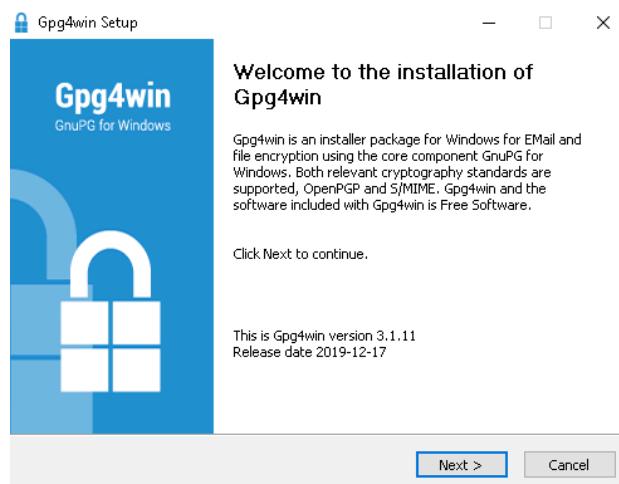 Gpg4win Setup
Gpg4win
GnuPG for Windows
Welcome to the installation of
Gpg4win
Gpg4win is an installer package for Windows for EMail and
file encryption using the core component GnuPG for
Windows. Both relevant cryptography standards are
supported, OpenPGP and S/MIME. Gpg4win and the
software included with Gpg4win is Free Software.
Click Next to continue.
This is Gpg4win version 3.1.11
Release date 2019-12-17
Next >
Cancel